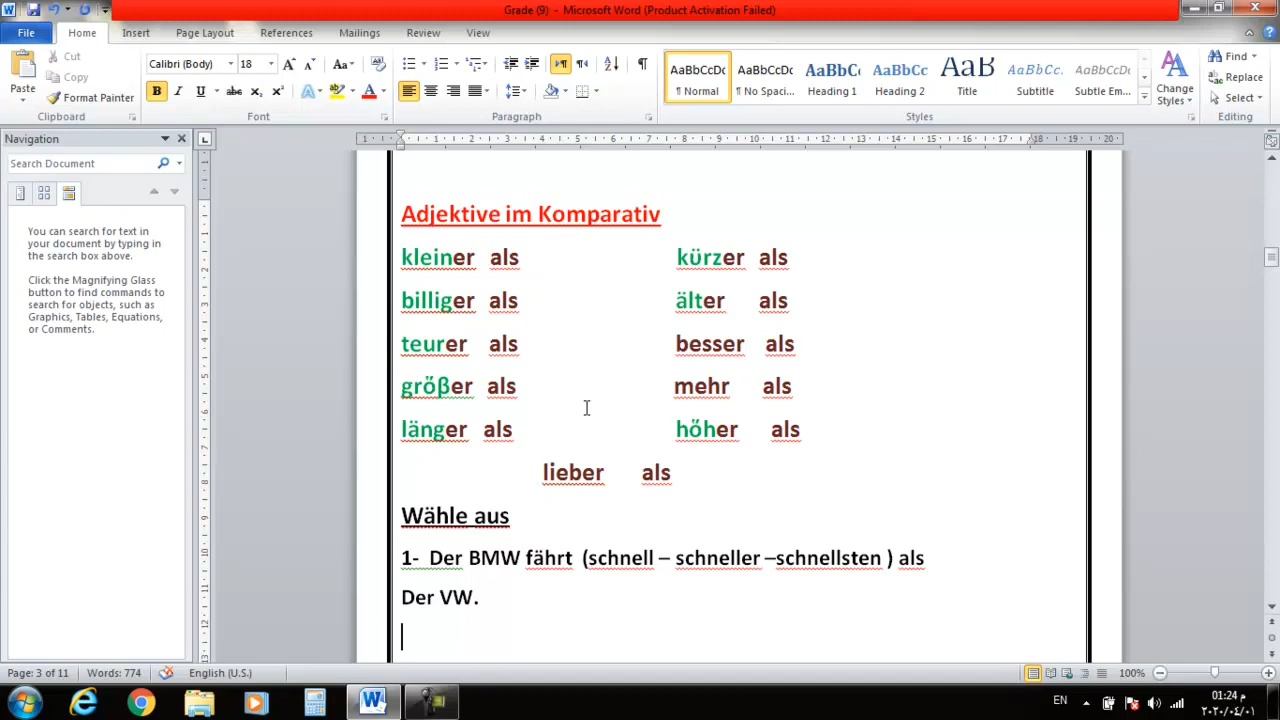 Grade (9) - Microsoft Word (Product Activation Failed)
File Home Insert Page Layout References Mailings Review View
Cut
Copy
Paste
Format Painter
Calibri (Body) 18
AaBbCcDc AaBbCcDc AaBbC AaBbCc AaB AaBbCc. AaBbCcDc
¶ Normal ¶ No Spaci... Heading 1 Heading 2 Title Subtitle Subtle Em...
Change Styles
Find
Replace
Select
Clipboard Font Paragraph Styles Editing
Navigation
Search Document
You can search for text in
your document by typing in
the search box above.
Click the Magnifying Glass
button to find commands to
search for objects, such as
Graphics, Tables, Equations,
or Comments.
Adjektive im Komparativ
kleiner als kürzer als
billiger als älter als
teurer als besser als
grőβer als mehr als
länger als hőher als
lieber als
Wähle aus
1- Der BMW fährt (schnell – schneller –schnellsten ) als
Der VW.
Page: 3 of 11 Words: 774 English (U.S.) 100%
EN
01:24 م
٢٠٢٠/٠٤/٠١